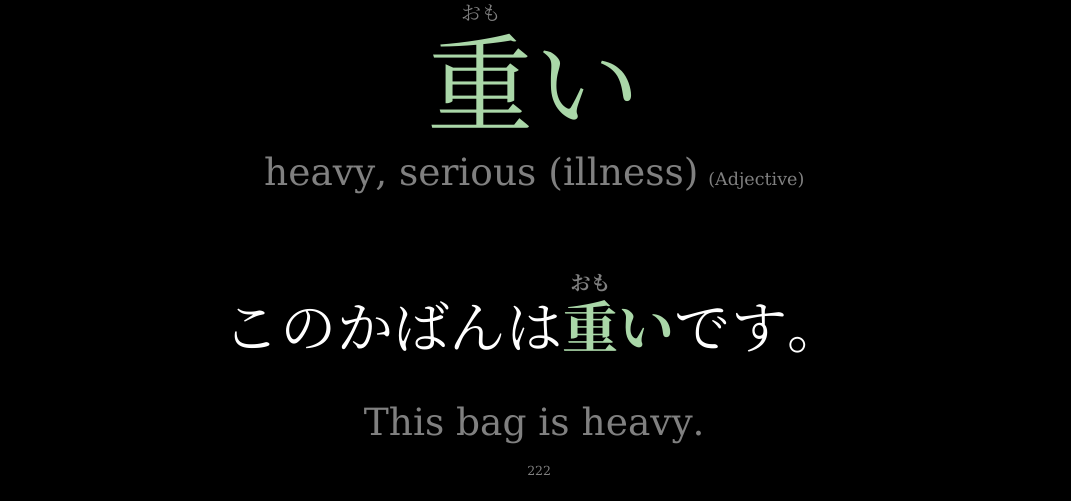 おも
重い
heavy, serious (illness) (Adjective)
おも
このかばんは重いです。
This bag is heavy.
222